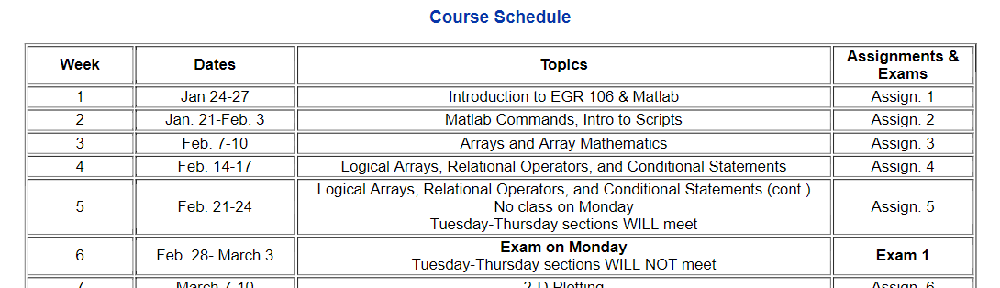 Course Schedule
Week Dates Topics Assignments &
Exams
1 Jan 24-27 Introduction to EGR 106 & Matlab Assign. 1
2 Jan. 21-Feb. 3 Matlab Commands, Intro to Scripts Assign. 2
3 Feb. 7-10 Arrays and Array Mathematics Assign. 3
4 Feb. 14-17 Logical Arrays, Relational Operators, and Conditional Statements Assign. 4
Logical Arrays, Relational Operators, and Conditional Statements (cont.)
5 Feb. 21-24 No class on Monday Assign. 5
Tuesday-Thursday sections WILL meet
6 Feb. 28- March 3 Exam on Monday Exam 1
Tuesday-Thursday sections WILL NOT meet
7 March 7-10 2-D Plotting Assign. 6